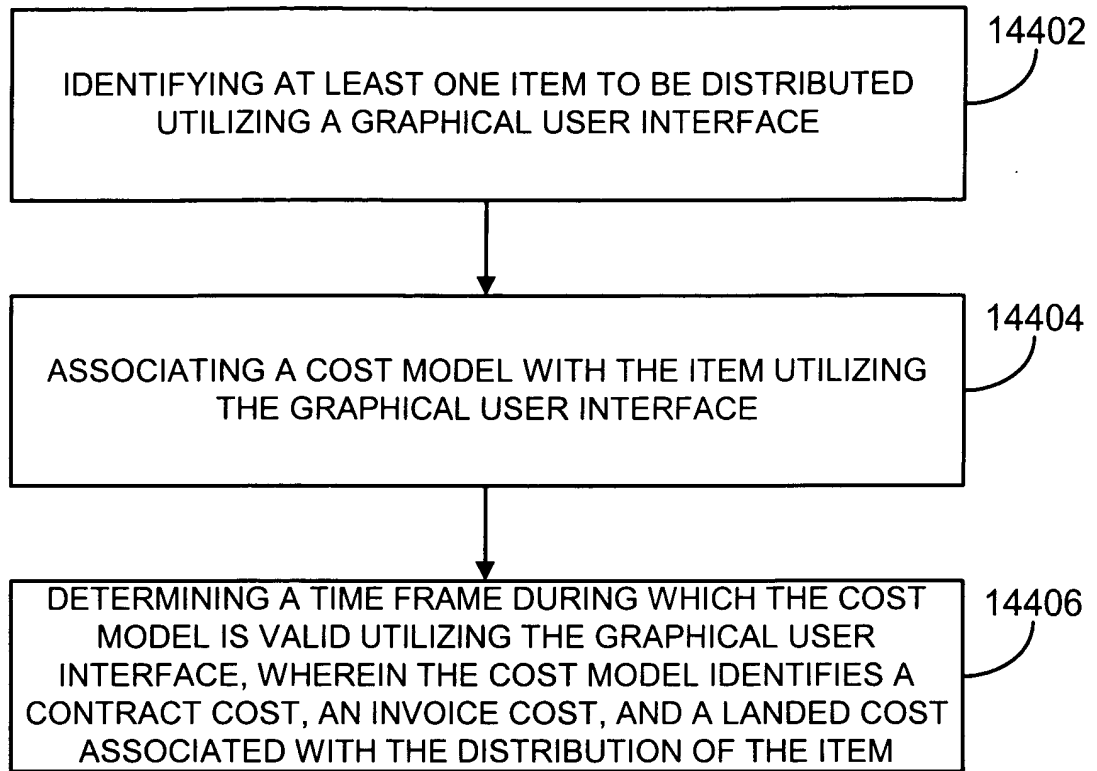 14402
IDENTIFYING AT LEAST ONE ITEM TO BE DISTRIBUTED
UTILIZING A GRAPHICAL USER INTERFACE
14404
ASSOCIATING A COST MODEL WITH THE ITEM UTILIZING
THE GRAPHICAL USER INTERFACE
14406
DETERMINING A TIME FRAME DURING WHICH THE COST
MODEL IS VALID UTILIZING THE GRAPHICAL USER
INTERFACE, WHEREIN THE COST MODEL IDENTIFIES A
CONTRACT COST, AN INVOICE COST, AND A LANDED COST
ASSOCIATED WITH THE DISTRIBUTION OF THE ITEM